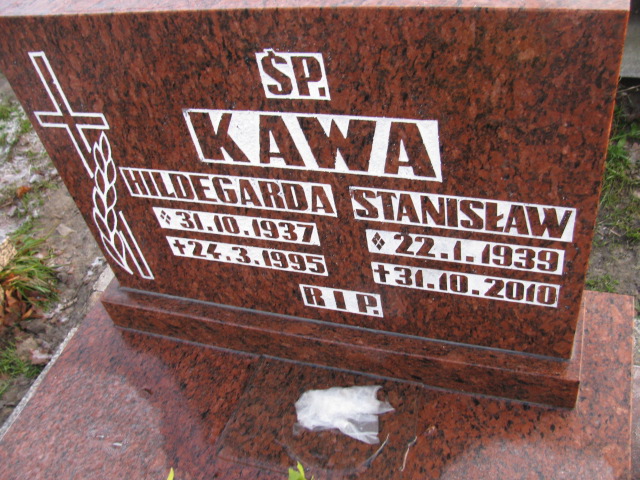 ŚP.
KAWA
HILDEGARDA STANISŁAW
31.10.1937 22.1.1939
+24.3.1995 +31.10.2010
R I P.